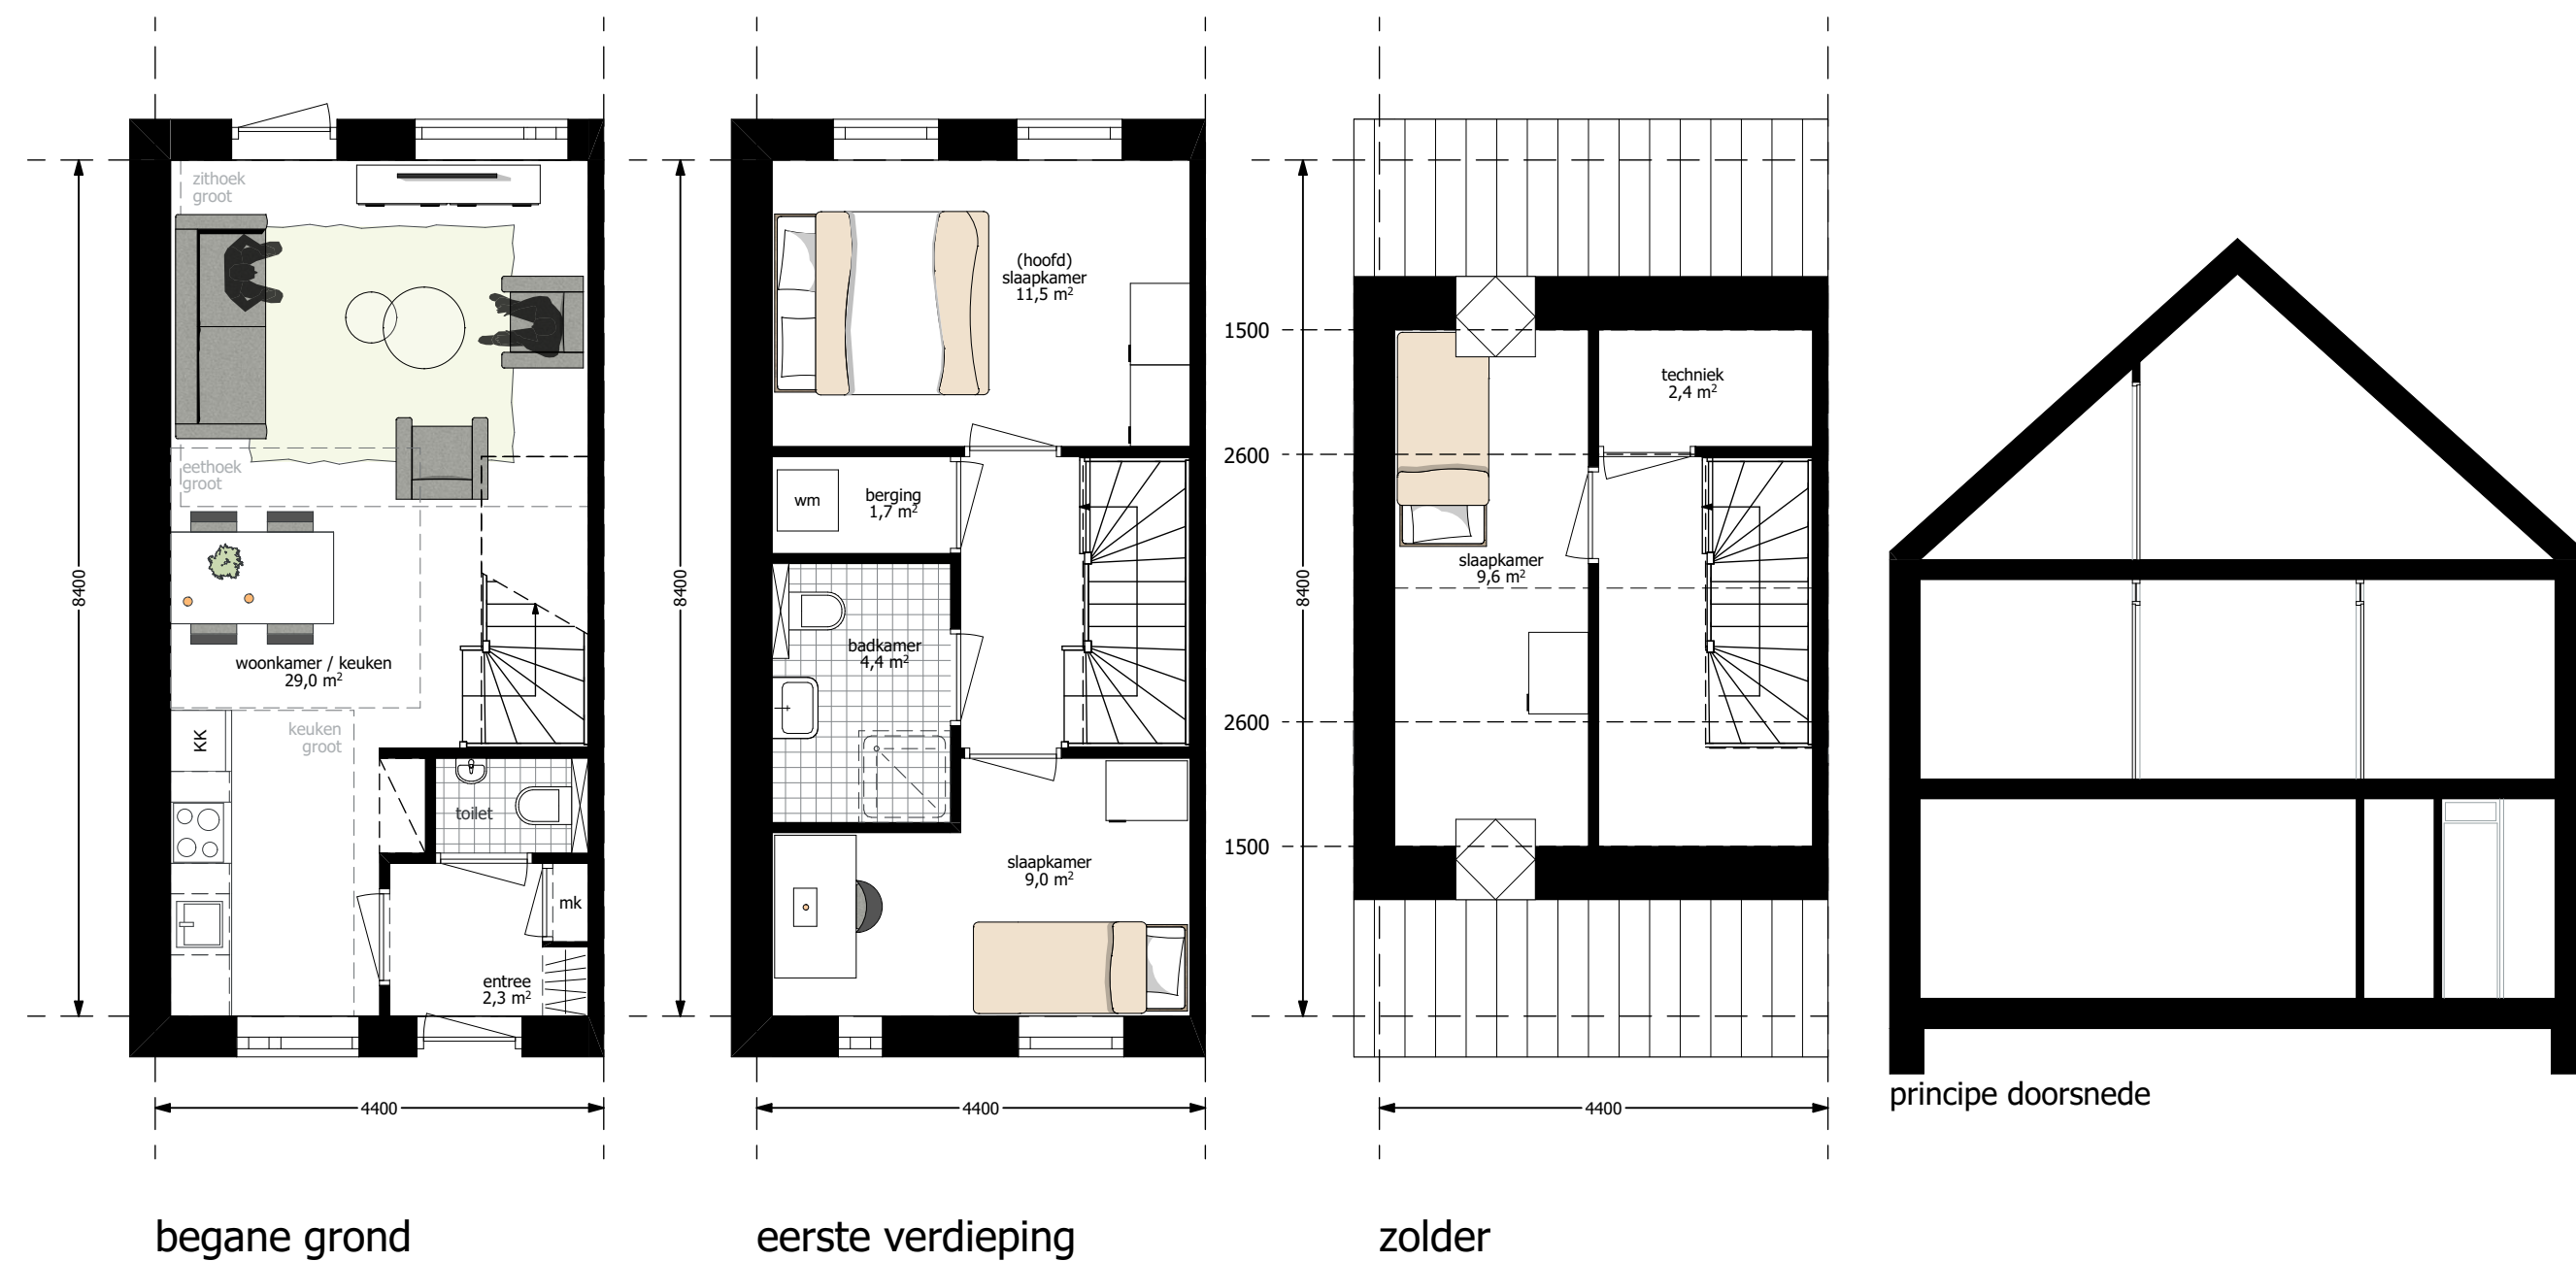 zithoek
groot
eethoek
groot
8400
woonkamer / keuken
29,0 m²
KK
keuken
groot
toilet
mk
entree
2,3 m²
4400
begane grond
(hoofd)
slaapkamer
11,5 m²
wm
berging
1,7 m²
8400
badkamer
4,4 m²
slaapkamer
9,0 m²
4400
eerste verdieping
1500
techniek
2,4 m²
2600
slaapkamer
9,6 m²
8400
2600
1500
4400
zolder
principe doorsnede